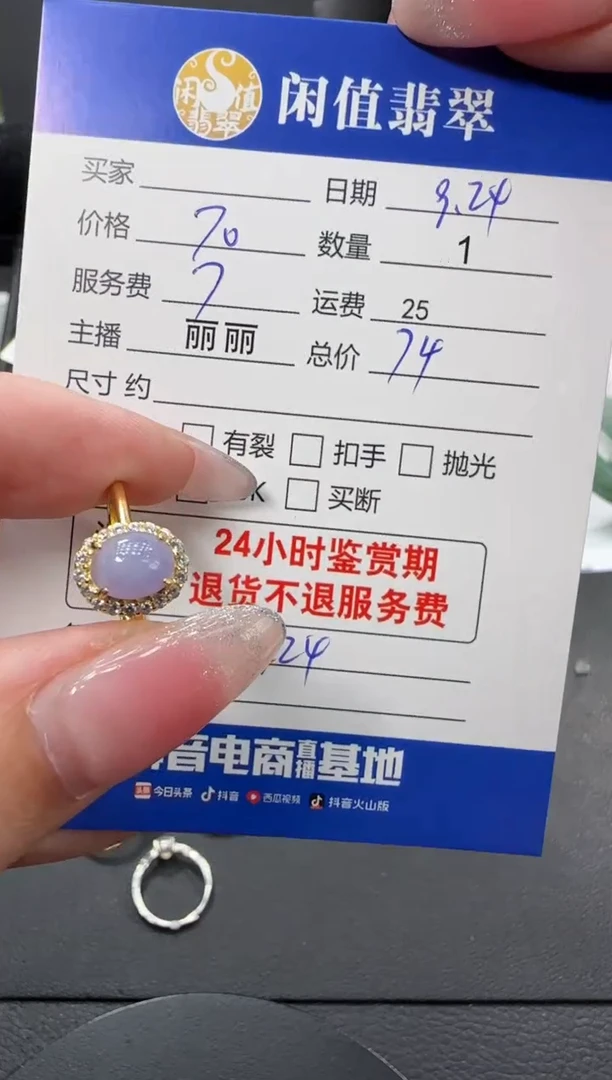 闲值翡翠
闲值翡翠
买家 日期 9.24
价格 70 数量 1
服务费 7 运费 25
主播 丽丽 总价 74
尺寸 约
有裂 扣手 抛光
K 买断
24小时鉴赏期
退货不退服务费
24
音电商直播基地
头条 今日头条 抖音 西瓜视频 抖音火山版